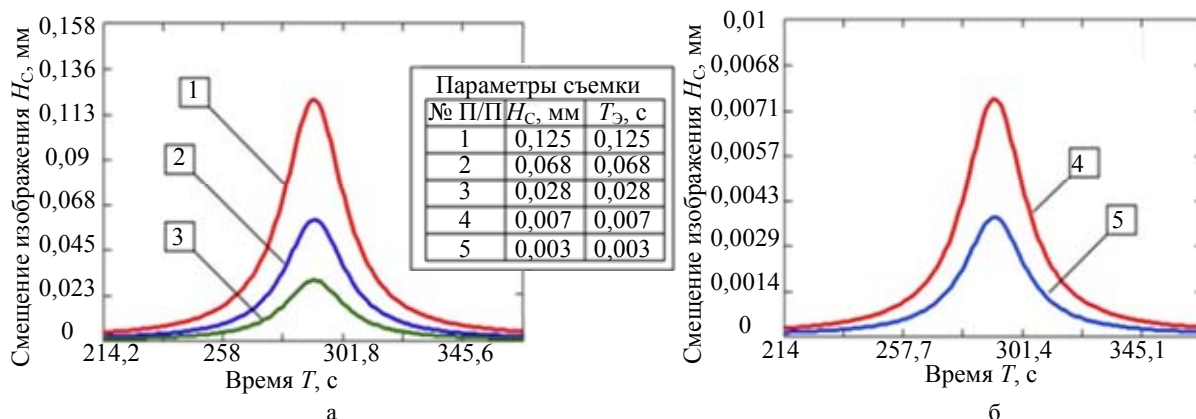 Смещение изображения HС, мм
0,158
0,136
0,113
0,09
0,068
0,045
0,023
0
214,2
258
301,8
345,6
Время T, с
1
2
3
а
Параметры съемки
№ П/П HС, мм TЭ, с
1 0,125 0,125
2 0,068 0,068
3 0,028 0,028
4 0,007 0,007
5 0,003 0,003
Смещение изображения HС, мм
0,01
0,0068
0,0071
0,0057
0,0043
0,0029
0,0014
0
214
257,7
301,4
345,1
Время T, с
4
5
б